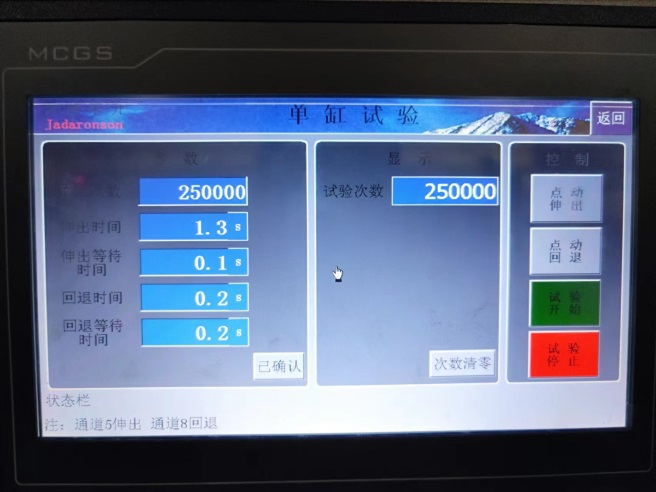 MCGS
Jadaronson
单缸试验
返回
参数
显示
控制
250000
试验次数
250000
点动
伸出
伸出时间
1.3 s
伸出等待
时间
0.1 s
点动
回退
回退时间
0.2 s
试验
开始
回退等待
时间
0.2 s
试验
停止
已确认
次数清零
状态栏
注: 通道5伸出 通道8回退